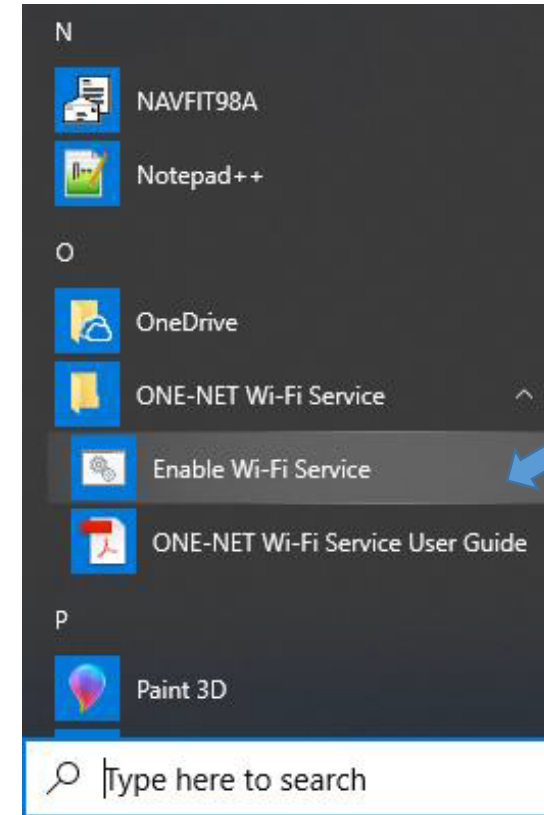 N
NAVFIT98A
Notepad++
O
OneDrive
ONE-NET Wi-Fi Service
Enable Wi-Fi Service
ONE-NET Wi-Fi Service User Guide
P
Paint 3D
Type here to search